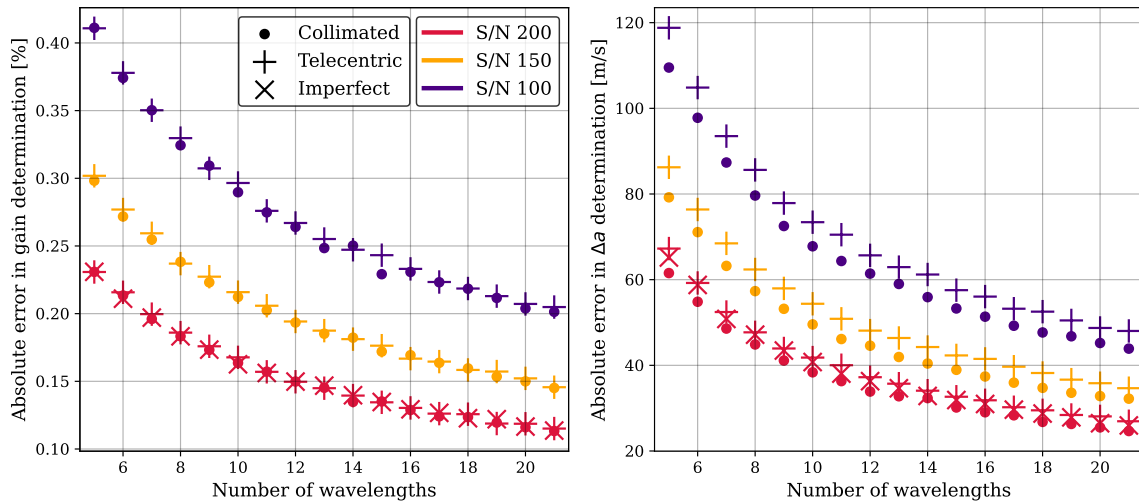 Absolute error in gain determination [%]
0.40
0.35
0.30
0.25
0.20
0.15
0.10
Collimated
Telecentric
Imperfect
S/N 200
S/N 150
S/N 100
6 8 10 12 14 16 18 20
Number of wavelengths
Absolute error in Δa determination [m/s]
120
100
80
60
40
20
6 8 10 12 14 16 18 20
Number of wavelengths